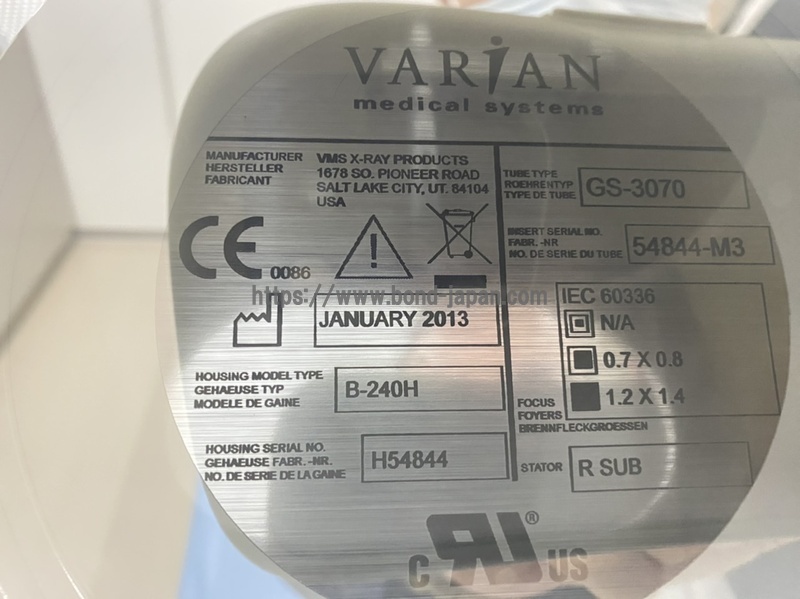 VARIAN
medical systems
MANUFACTURER
HERSTELLER
FABRICANT
VMS X-RAY PRODUCTS
1678 SO. PIONEER ROAD
SALT LAKE CITY, UT. 84104
USA
CE 0086
JANUARY 2013
HOUSING MODEL TYPE
GEHAEUSE TYP
MODELE DE GAINE
B-240H
HOUSING SERIAL NO.
GEHAEUSE FABR.-NR.
NO. DE SERIE DE LA GAINE
H54844
TUBE TYPE
ROEHRENTYP
TYPE DE TUBE
GS-3070
INSERT SERIAL NO.
FABR. -NR
NO. DE SERIE DU TUBE
54844-M3
IEC 60336
N/A
0.7 X 0.8
1.2 X 1.4
FOCUS
FOYERS
BRENNFLECKGROESSEN
STATOR
R SUB
C RU ® US
https://www.bond-japan.com